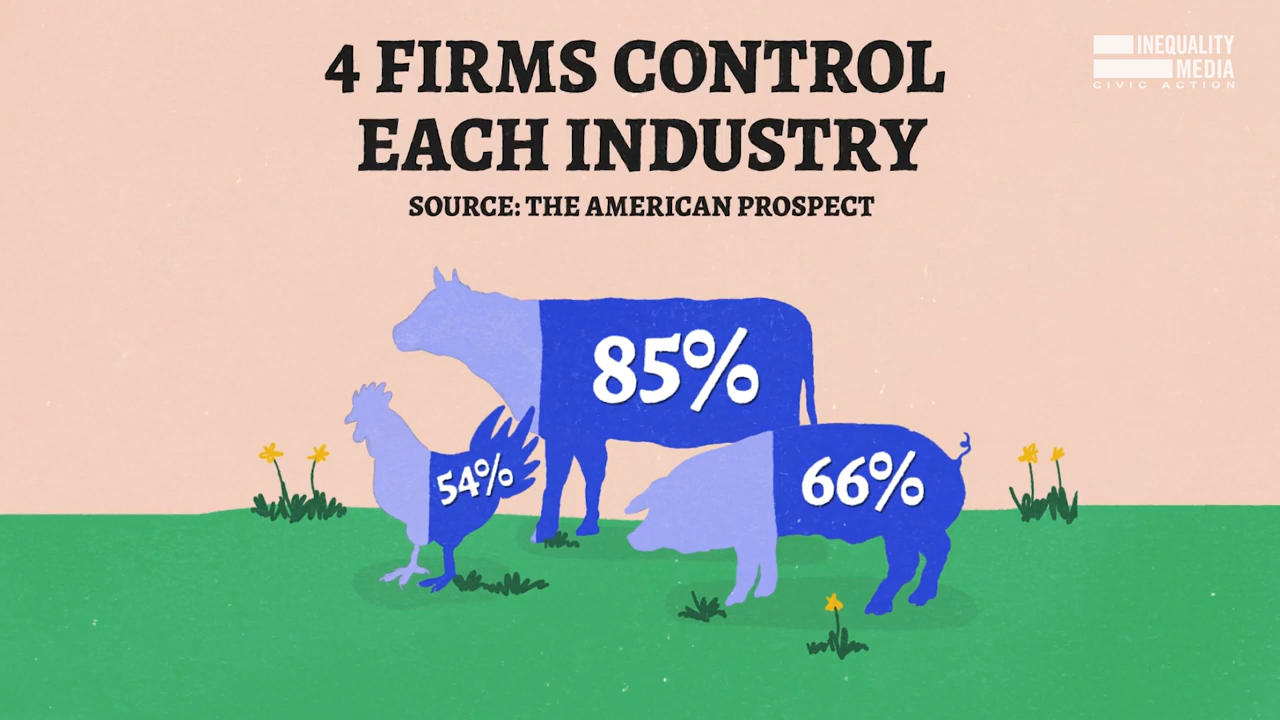 4 FIRMS CONTROL
EACH INDUSTRY
SOURCE: THE AMERICAN PROSPECT
INEQUALITY
MEDIA
CIVIC ACTION
85%
54%
66%